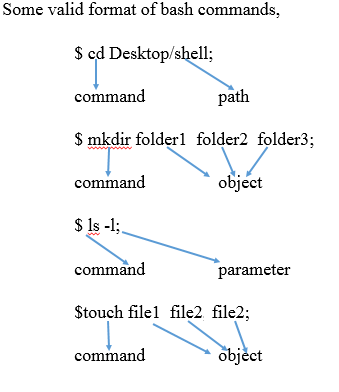 Some valid format of bash commands,
$ cd Desktop/shell;
command path
$ mkdir folder1 folder2 folder3;
command object
$ ls -l;
command parameter
$touch file1 file2 file2;
command object